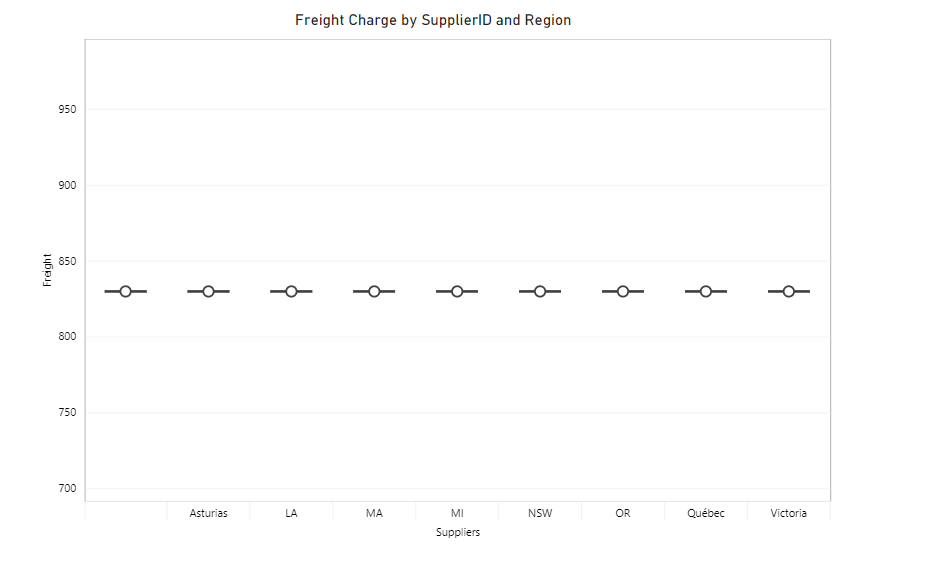 Freight Charge by SupplierID and Region
950
900
850
800
750
700
Freight
Asturias LA MA MI NSW OR Québec Victoria
Suppliers